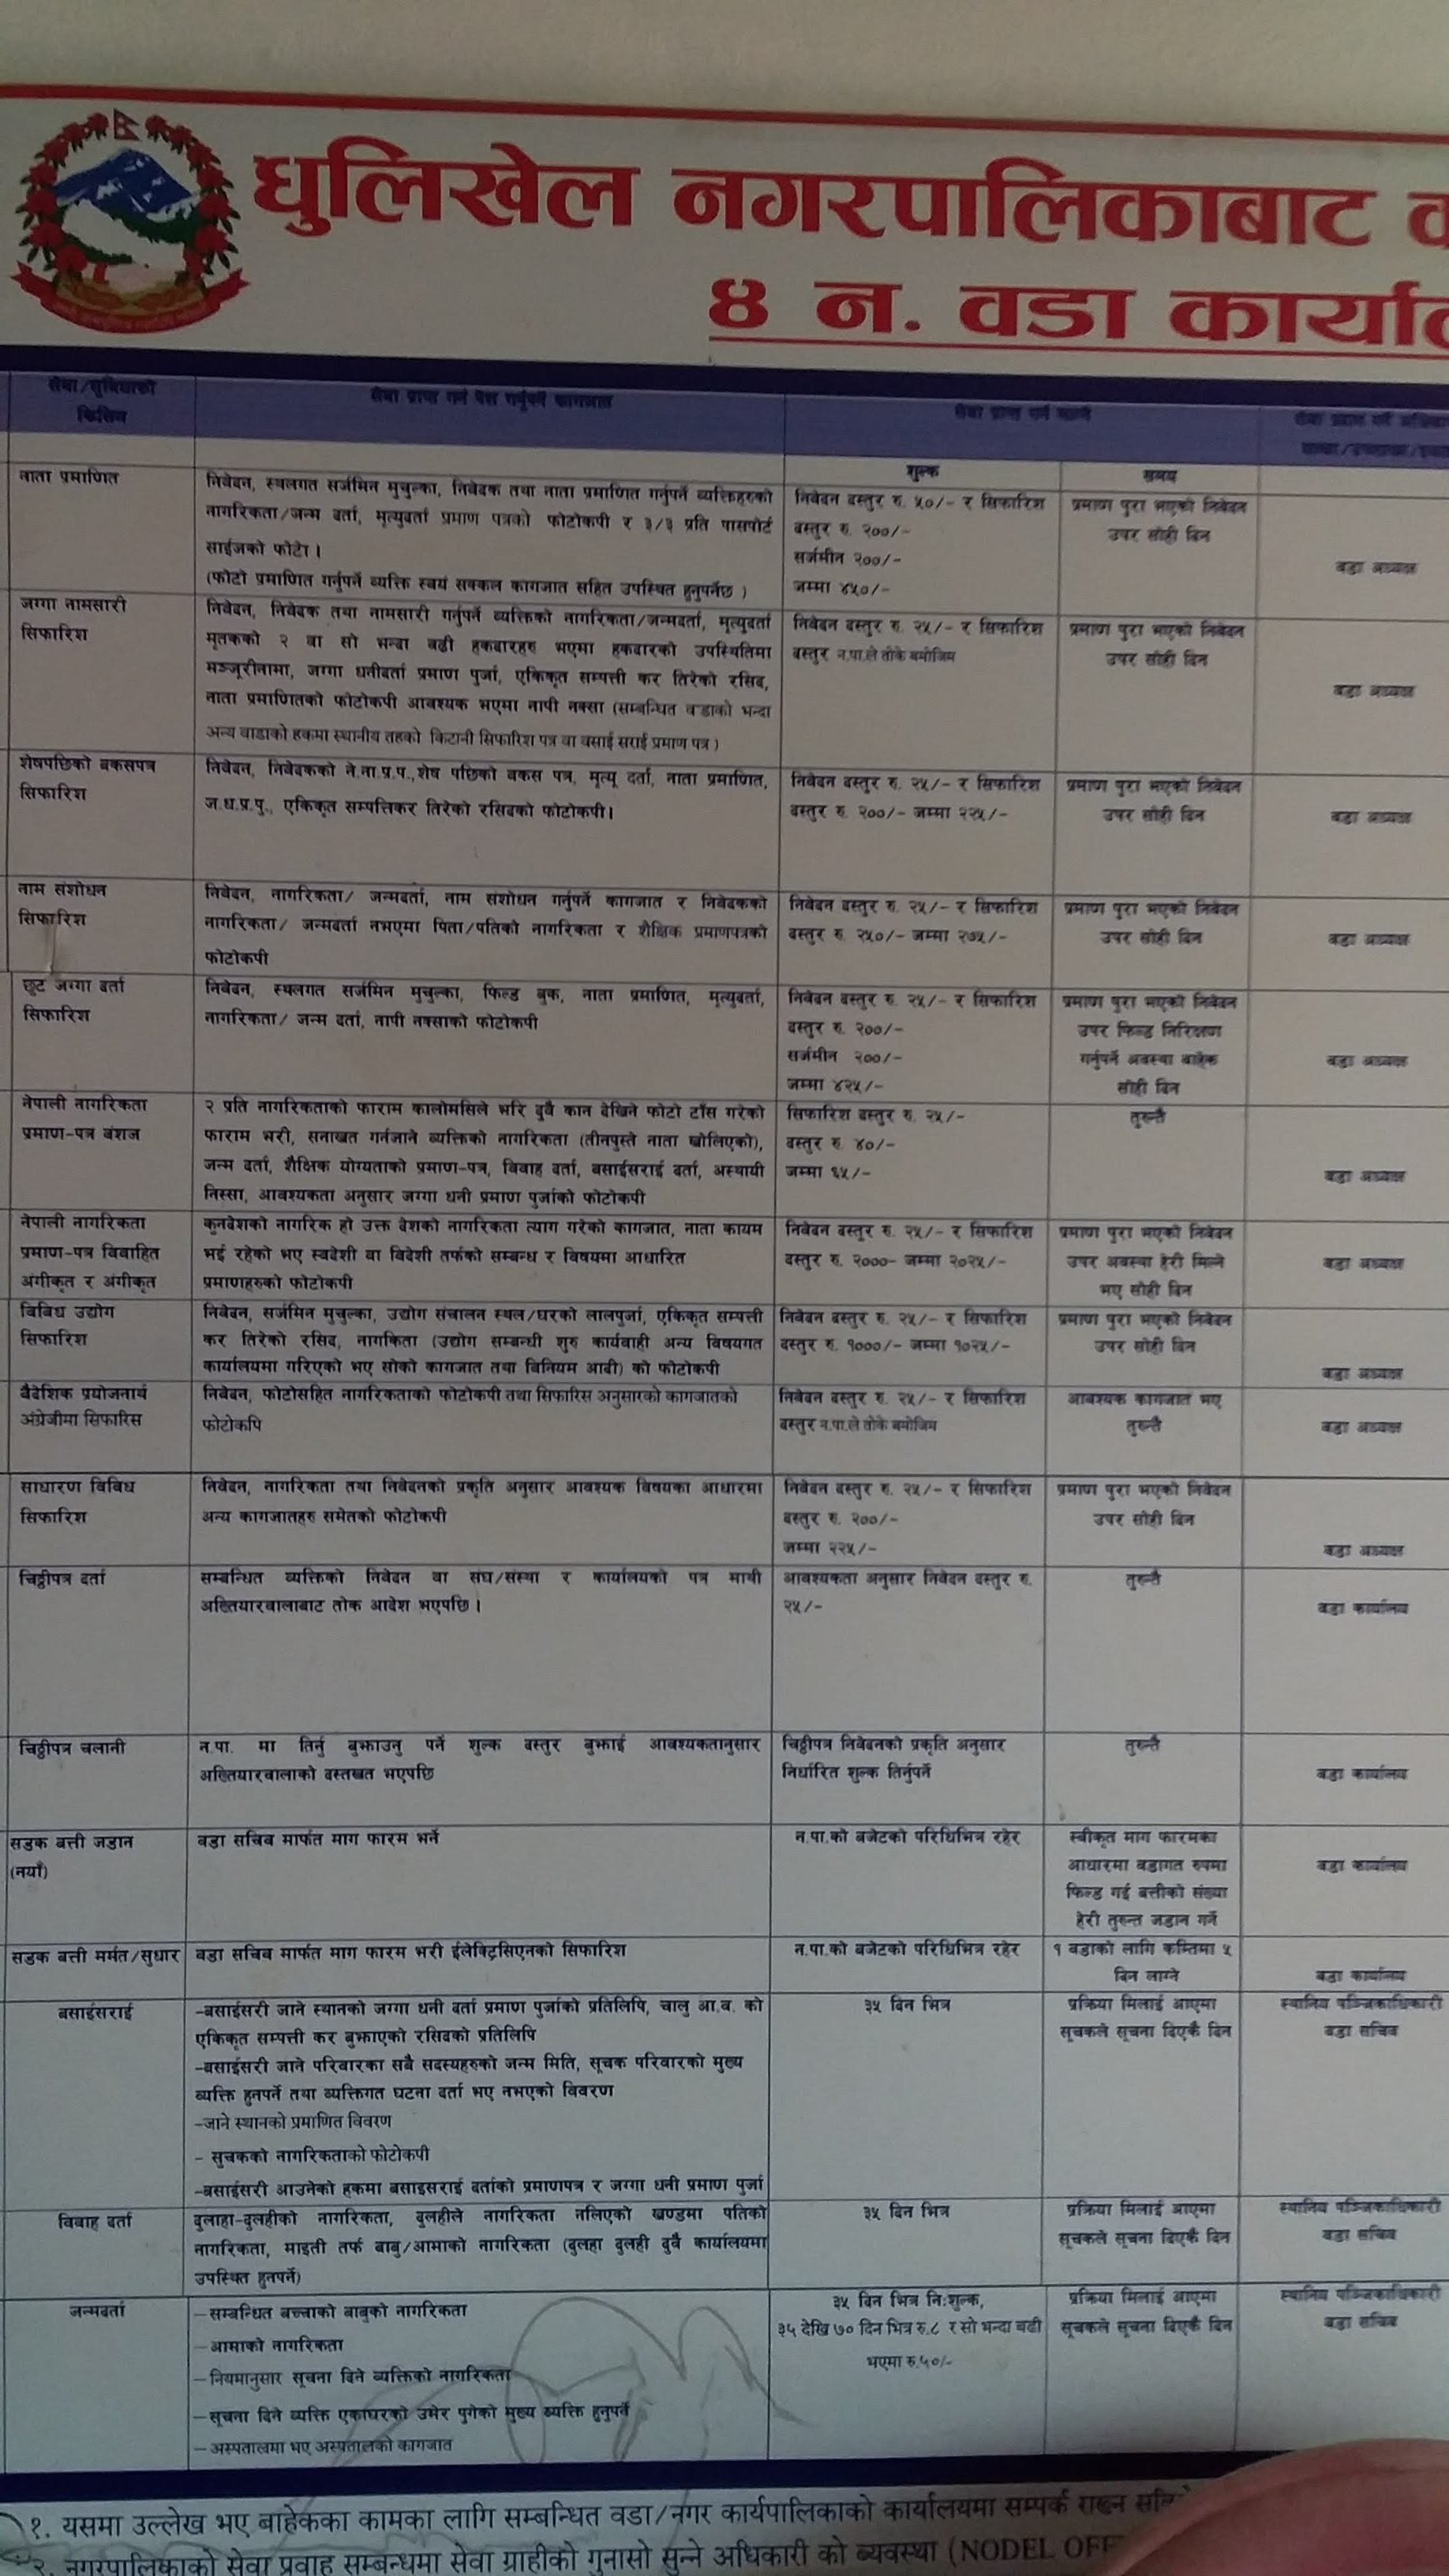 धुलिखेल नगरपालिकाबाट
४ न. वडा
सेवा/सुविधाको
किसिम
सेवा प्राप्त गर्न पेश गर्नुपर्ने कागजात
सेवा प्राप्त गर्न लाग्ने
शुल्क
समय
नाता प्रमाणित
निवेदन, स्थलगत सर्जमिन मुचुल्का, निवेदक तथा नाता प्रमाणित गर्नुपर्ने व्यक्तिहरुको
नागरिकता/जन्म दर्ता, मृत्युदर्ता प्रमाण पत्रको फोटोकपी र ३/३ प्रति पासपोर्ट
साईजको फोटो ।
(फोटो प्रमाणित गर्नुपर्ने व्यक्ति स्वयं सक्कल कागजात सहित उपस्थित हुनुपर्नेछ )
निवेदन दस्तुर रु. ५०/- र सिफारिश
दस्तुर रु. २००/-
सर्जमीन २००/-
जम्मा ४५०/-
प्रमाण पुरा भएको निवेदन
उपर सोही दिन
वडा अध्यक्ष
जग्गा नामसारी
सिफारिश
निवेदन, निवेदक तथा नामसारी गर्नुपर्ने व्यक्तिको नागरिकता/जन्मदर्ता, मृत्युदर्ता
मृतकको २ वा सो भन्दा बढी हकदारहरु भएमा हकदारको उपस्थितिमा
मञ्जूरीनामा, जग्गा धनीदर्ता प्रमाण पुर्जा, एकिकृत सम्पत्ती कर तिरेको रसिद,
नाता प्रमाणितको फोटोकपी आवश्यक भएमा नापी नक्सा (सम्बन्धित वडाको भन्दा
अन्य वाडाको हकमा स्थानीय तहको किटानी सिफारिश पत्र वा वसाई सराई प्रमाण पत्र )
निवेदन दस्तुर रु. २५/- र सिफारिश
दस्तुर न.पा.ले तोके बमोजिम
प्रमाण पुरा भएको निवेदन
उपर सोही दिन
वडा अध्यक्ष
शेषपछिको बकसपत्र
सिफारिश
निवेदन, निवेदकको ने.ना.प्र.प.,शेष पछिको बकस पत्र, मृत्यू दर्ता, नाता प्रमाणित,
ज.ध.प्र.पु., एकिकृत सम्पत्तिकर तिरेको रसिदको फोटोकपी।
निवेदन दस्तुर रु. २५/- र सिफारिश
दस्तुर रु. २००/- जम्मा २२५/-
प्रमाण पुरा भएको निवेदन
उपर सोही दिन
वडा अध्यक्ष
नाम संशोधन
सिफारिश
निवेदन, नागरिकता/ जन्मदर्ता, नाम संशोधन गर्नुपर्ने कागजात र निवेदकको
नागरिकता/ जन्मदर्ता नभएमा पिता/पतिको नागरिकता र शैक्षिक प्रमाणपत्रको
फोटोकपी
निवेदन दस्तुर रु. २५/- र सिफारिश
दस्तुर रु. २५०/- जम्मा २७५/-
प्रमाण पुरा भएको निवेदन
उपर सोही दिन
वडा अध्यक्ष
छुट जग्गा दर्ता
सिफारिश
निवेदन, स्थलगत सर्जमिन मुचुल्का, फिल्ड बुक, नाता प्रमाणित, मृत्युदर्ता,
नागरिकता/ जन्म दर्ता, नापी नक्साको फोटोकपी
निवेदन दस्तुर रु. २५/- र सिफारिश
दस्तुर रु. २००/-
सर्जमीन २००/-
जम्मा ४२५/-
प्रमाण पुरा भएको निवेदन
उपर फिल्ड निरिक्षण
गर्नुपर्ने अवस्था बाहेक
सोही दिन
वडा अध्यक्ष
नेपाली नागरिकता
प्रमाण-पत्र बंशज
२ प्रति नागरिकताको फाराम कालोमसिले भरि दुवै कान देखिने फोटो टाँस गरेको
फाराम भरी, सनाखत गर्नजाने व्यक्तिको नागरिकता (तीनपुस्ते नाता खोलिएको),
जन्म दर्ता, शैक्षिक योग्यताको प्रमाण-पत्र, विवाह दर्ता, बसाईसराई दर्ता, अस्थायी
निस्सा, आवश्यकता अनुसार जग्गा धनी प्रमाण पुर्जाको फोटोकपी
सिफारिश दस्तुर रु. २५/-
दस्तुर रु. ४०/-
जम्मा ६५/-
तुरुन्तै
वडा अध्यक्ष
नेपाली नागरिकता
प्रमाण-पत्र विवाहित
अंगीकृत र अंगीकृत
कुनदेशको नागरिक हो उक्त देशको नागरिकता त्याग गरेको कागजात, नाता कायम
भई रहेको भए स्वदेशी वा विदेशी तर्फको सम्बन्ध र विषयमा आधारित
प्रमाणहरुको फोटोकपी
निवेदन दस्तुर रु. २५/- र सिफारिश
दस्तुर रु. २०००- जम्मा २०२५/-
प्रमाण पुरा भएको निवेदन
उपर अवस्था हेरी मिल्ने
भए सोही दिन
वडा अध्यक्ष
विबिध उद्योग
सिफारिश
निवेदन, सर्जमिन मुचुल्का, उद्योग संचालन स्थल/घरको लालपुर्जा, एकिकृत सम्पत्ती
कर तिरेको रसिद, नागकिता (उद्योग सम्बन्धी शुरु कार्यवाही अन्य विषयगत
कार्यालयमा गरिएको भए सोको कागजात तथा विनियम आदी) को फोटोकपी
निवेदन दस्तुर रु. २५/- र सिफारिश
दस्तुर रु. १०००/- जम्मा १०२५/-
प्रमाण पुरा भएको निवेदन
उपर सोही दिन
वडा अध्यक्ष
बैदेशिक प्रयोजनार्थ
अंग्रेजीमा सिफारिस
निवेदन, फोटोसहित नागरिकताको फोटोकपी तथा सिफारिस अनुसारको कागजातको
फोटोकपि
निवेदन दस्तुर रु. २५/- र सिफारिश
दस्तुर न.पा.ले तोके बमोजिम
आवश्यक कागजात भए
तुरुन्तै
वडा अध्यक्ष
साधारण विबिध
सिफारिश
निवेदन, नागरिकता तथा निवेदनको प्रकृति अनुसार आवश्यक विषयका आधारमा
अन्य कागजातहरु समेतको फोटोकपी
निवेदन दस्तुर रु. २५/- र सिफारिश
दस्तुर रु. २००/-
जम्मा २२५/-
प्रमाण पुरा भएको निवेदन
उपर सोही दिन
वडा अध्यक्ष
चिठ्ठीपत्र दर्ता
सम्बन्धित व्यक्तिको निवेदन वा संघ/संस्था र कार्यालयको पत्र माथी
अख्तियारवालाबाट तोक आदेश भएपछि ।
आवश्यकता अनुसार निवेदन दस्तुर रु.
२५/-
तुरुन्तै
वडा कार्यालय
चिठ्ठीपत्र चलानी
न.पा. मा तिर्नु बुझाउनु पर्ने शुल्क दस्तुर बुझाई आवश्यकतानुसार
अख्तियारवालाको दस्तखत भएपछि
चिठ्ठीपत्र निवेदनको प्रकृति अनुसार
निर्धारित शुल्क तिर्नुपर्ने
तुरुन्तै
वडा कार्यालय
सडक बत्ती जडान
(नयाँ)
वडा सचिव मार्फत माग फारम भर्ने
न.पा.को बजेटको परिधिभित्र रहेर
स्वीकृत माग फारमका
आधारमा वडागत रुपमा
फिल्ड गई बत्तीको संख्या
हेरी तुरुन्त जडान गर्ने
वडा कार्यालय
सडक बत्ती मर्मत/सुधार
वडा सचिव मार्फत माग फारम भरी ईलेक्ट्रिसिएनको सिफारिश
न.पा.को बजेटको परिधिभित्र रहेर
१ वडाको लागि कम्तिमा ५
दिन लाग्ने
वडा कार्यालय
बसाईसराई
-बसाईसरी जाने स्थानको जग्गा धनी दर्ता प्रमाण पुर्जाको प्रतिलिपि, चालु आ.व. को
एकिकृत सम्पत्ती कर बुझाएको रसिदको प्रतिलिपि
-बसाईसरी जाने परिवारका सबै सदस्यहरुको जन्म मिति, सूचक परिवारको मुख्य
व्यक्ति हुनपर्ने तथा व्यक्तिगत घटना दर्ता भए नभएको विवरण
-जाने स्थानको प्रमाणित विवरण
- सुचकको नागरिकताको फोटोकपी
-बसाईसरी आउनेको हकमा बसाइसराई दर्ताको प्रमाणपत्र र जग्गा धनी प्रमाण पुर्जा
३५ दिन भित्र
प्रक्रिया मिलाई आएमा
सूचकले सूचना दिएकै दिन
स्थानिय पञ्जिकाधिकारी
वडा सचिव
विवाह दर्ता
दुलाहा-दुलहीको नागरिकता, दुलहीले नागरिकता नलिएको खण्डमा पतिको
नागरिकता, माइती तर्फ बाबु/आमाको नागरिकता (दुलहा दुलही दुवै कार्यालयमा
उपस्थित हुनपर्ने)
३५ दिन भित्र
प्रक्रिया मिलाई आएमा
सूचकले सूचना दिएकै दिन
स्थानिय पञ्जिकाधिकारी
वडा सचिव
जन्मदर्ता
–सम्बन्धित बच्चाको बाबुको नागरिकता
–आमाको नागरिकता
–नियमानुसार सूचना दिने व्यक्तिको नागरिकता
–सूचना दिने व्यक्ति एकाघरको उमेर पुगेको मुख्य व्यक्ति हुनुपर्ने
–अस्पतालमा भए अस्पतालको कागजात
३५ दिन भित्र नि:शुल्क,
३५ देखि ७० दिन भित्र रु.८ र सो भन्दा बढी
भएमा रु.५०/-
प्रक्रिया मिलाई आएमा
सूचकले सूचना दिएकै दिन
स्थानिय पञ्जिकाधिकारी
वडा सचिव
१. यसमा उल्लेख भए बाहेकका कामका लागि सम्बन्धित वडा/नगर कार्यपालिकाको कार्यालयमा सम्पर्क राख्न
२. नगरपालिकाको सेवा प्रवाह सम्बन्धमा सेवा ग्राहीको गुनासो सुन्ने अधिकारी को ब्यवस्था (NODEL